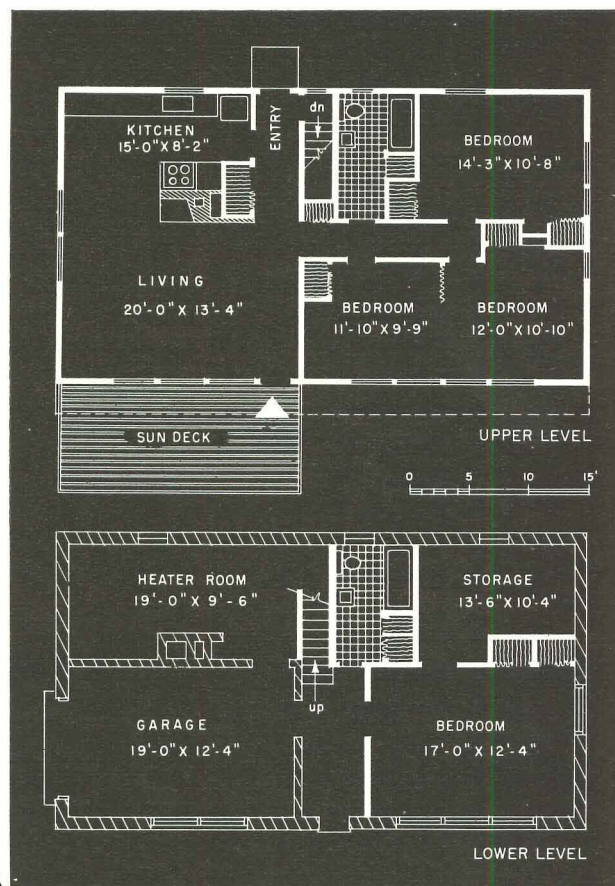 KITCHEN
15'-0" X 8'-2"
ENTRY
dn
BEDROOM
14'-3" X 10'-8"
LIVING
20'-0" X 13'-4"
BEDROOM
11'-10" X 9'-9"
BEDROOM
12'-0" X 10'-10"
SUN DECK
UPPER LEVEL
0 5 10 15'
HEATER ROOM
19'-0" X 9'-6"
STORAGE
13'-6" X 10'-4"
up
GARAGE
19'-0" X 12'-4"
BEDROOM
17'-0" X 12'-4"
LOWER LEVEL